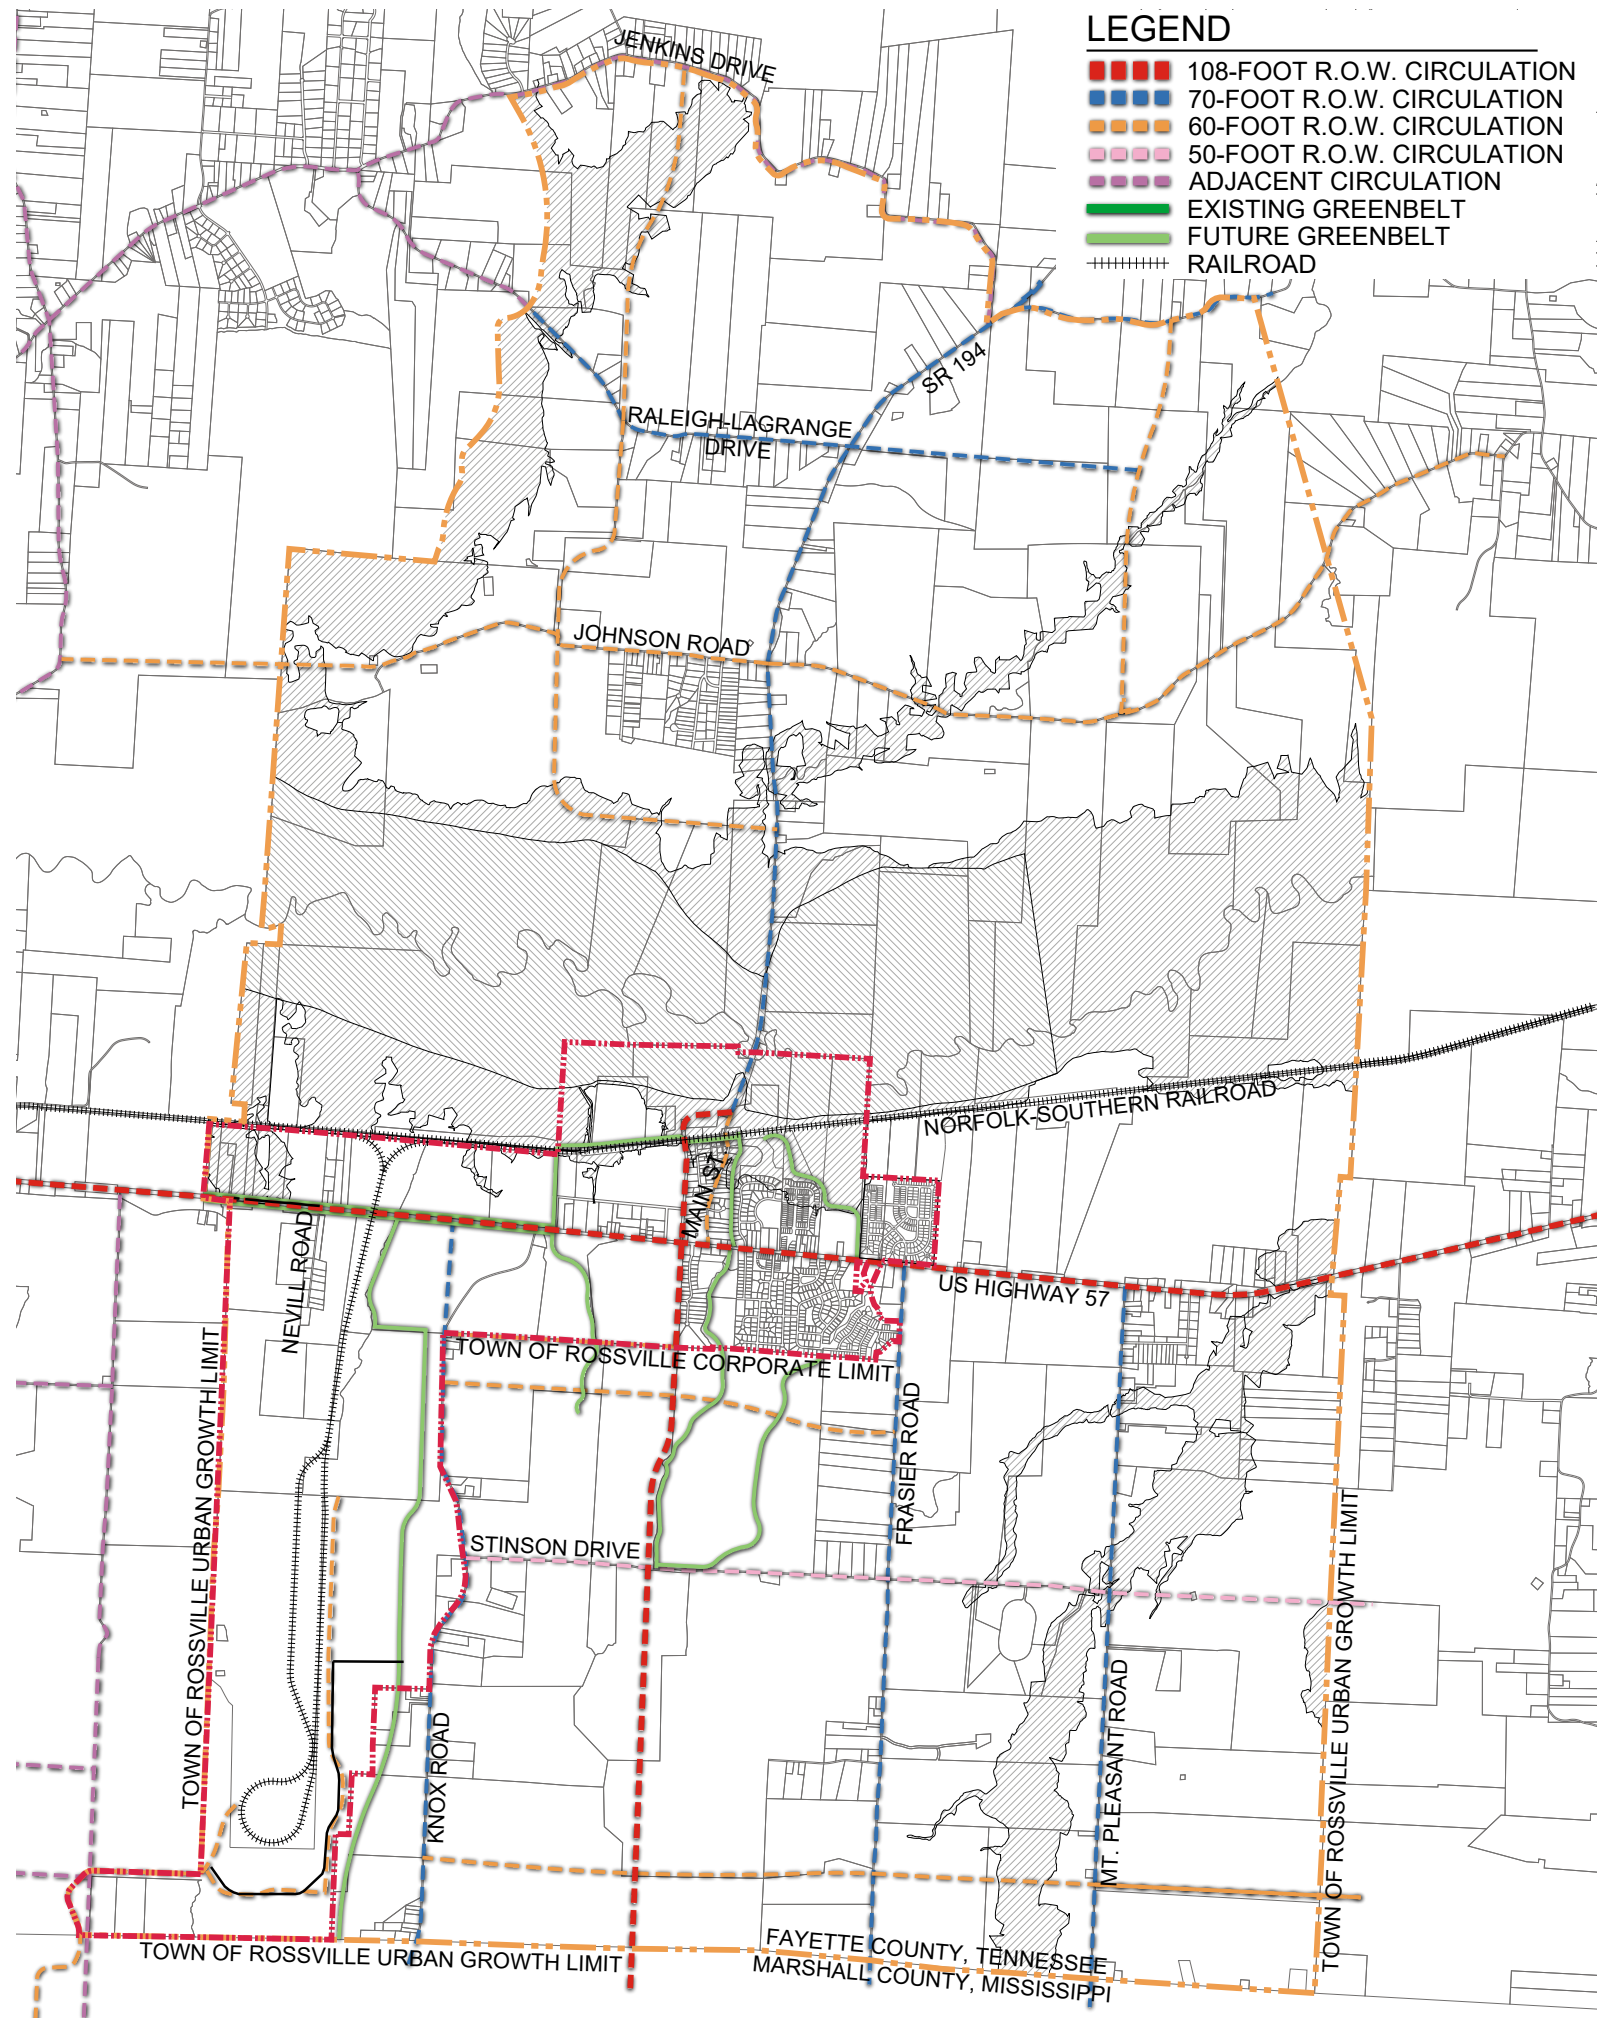 LEGEND
108-FOOT R.O.W. CIRCULATION
70-FOOT R.O.W. CIRCULATION
60-FOOT R.O.W. CIRCULATION
50-FOOT R.O.W. CIRCULATION
ADJACENT CIRCULATION
EXISTING GREENBELT
FUTURE GREENBELT
RAILROAD
JENKINS DRIVE
SR 194
RALEIGH-LAGRANGE
DRIVE
JOHNSON ROAD
NORFOLK-SOUTHERN RAILROAD
MAIN ST.
NEVILL ROAD
US HIGHWAY 57
TOWN OF ROSSVILLE CORPORATE LIMIT
TOWN OF ROSSVILLE URBAN GROWTH LIMIT
FRASIER ROAD
STINSON DRIVE
TOWN OF ROSSVILLE URBAN GROWTH LIMIT
KNOX ROAD
MT. PLEASANT ROAD
TOWN OF ROSSVILLE URBAN GROWTH LIMIT
FAYETTE COUNTY, TENNESSEE
MARSHALL COUNTY, MISSISSIPPI